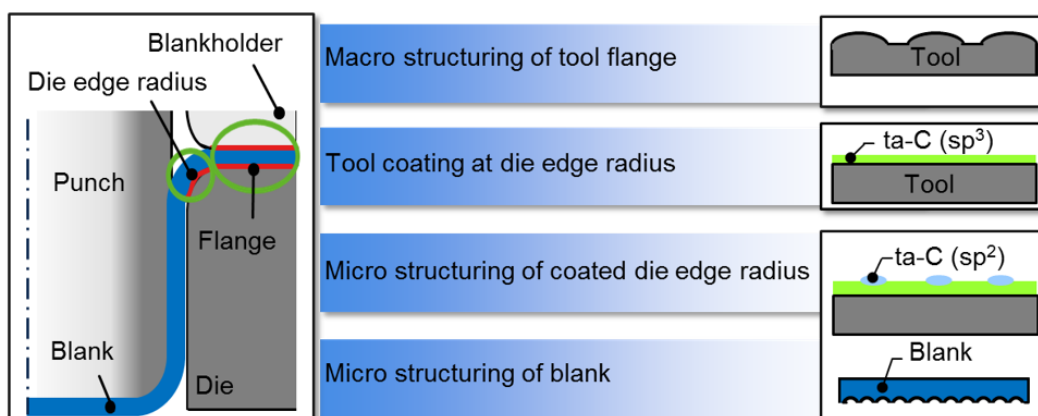 Blankholder
Die edge radius
Punch
Flange
Blank
Die
Macro structuring of tool flange
Tool
Tool coating at die edge radius
ta-C (sp³)
Tool
Micro structuring of coated die edge radius
ta-C (sp²)
Micro structuring of blank
Blank